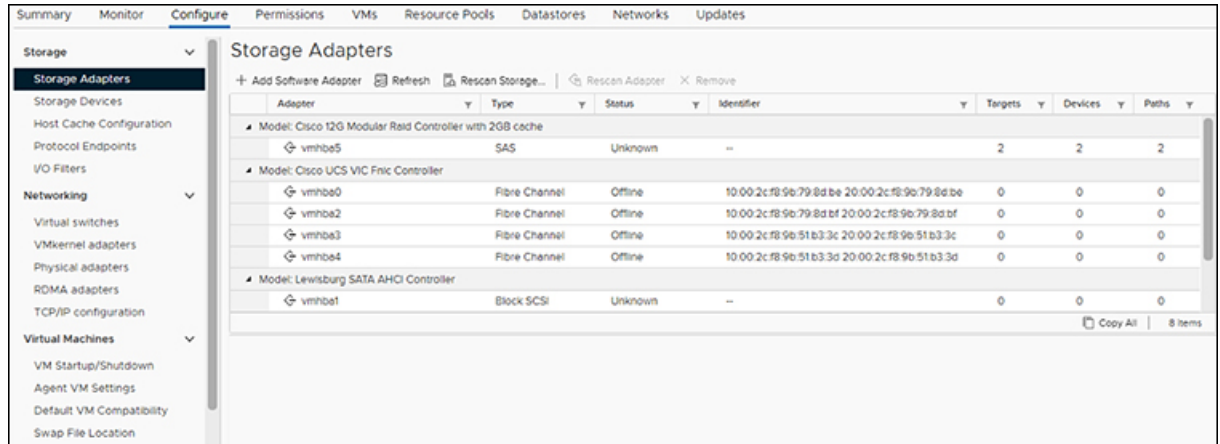 Summary Monitor Configure Permissions VMs Resource Pools Datastores Networks Updates
Storage
Storage Adapters
Storage Devices
Host Cache Configuration
Protocol Endpoints
I/O Filters
Networking
Virtual switches
VMkernel adapters
Physical adapters
RDMA adapters
TCP/IP configuration
Virtual Machines
VM Startup/Shutdown
Agent VM Settings
Default VM Compatibility
Swap File Location
Storage Adapters
+ Add Software Adapter Refresh Rescan Storage... | Rescan Adapter × Remove
Adapter Type Status Identifier Targets Devices Paths
Model: Cisco 12G Modular Raid Controller with 2GB cache
vmhba5 SAS Unknown -- 2 2 2
Model: Cisco UCS VIC Fnic Controller
vmhba0 Fibre Channel Offline 10:00:2c:f8:9b:79:8d:be 20:00:2c:f8:9b:79:8d:be 0 0 0
vmhba2 Fibre Channel Offline 10:00:2c:f8:9b:79:8d:bf 20:00:2c:f8:9b:79:8d:bf 0 0 0
vmhba3 Fibre Channel Offline 10:00:2c:f8:9b:51:b3:3c 20:00:2c:f8:9b:51:b3:3c 0 0 0
vmhba4 Fibre Channel Offline 10:00:2c:f8:9b:51:b3:3d 20:00:2c:f8:9b:51:b3:3d 0 0 0
Model: Lewisburg SATA AHCI Controller
vmhba1 Block SCSI Unknown -- 0 0 0
Copy All | 8 items